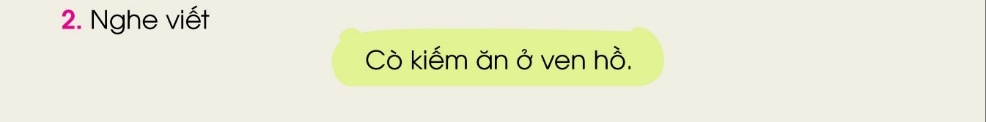 2. Nghe viết
Cò kiếm ăn ở ven hồ.